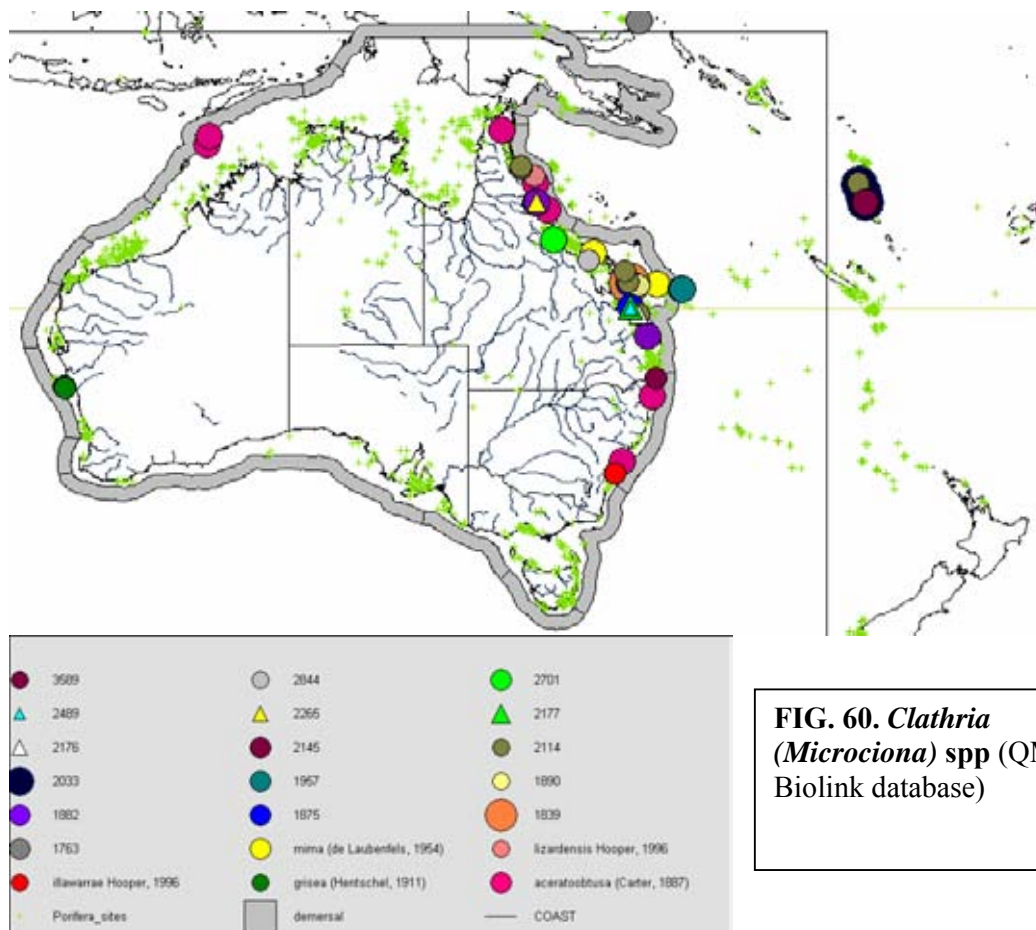 3589 2844 2701
2489 2265 2177
2176 2145 2114
2033 1957 1890
1882 1875 1839
1763 mima (de Laubenfels, 1954) lizardensis Hooper, 1996
illawarrae Hooper, 1996 grisea (Hentschel, 1911) aceratoobtusa (Carter, 1887)
Porifera_sites demersal COAST
FIG. 60. Clathria
(Microciona) spp
Biolink database)